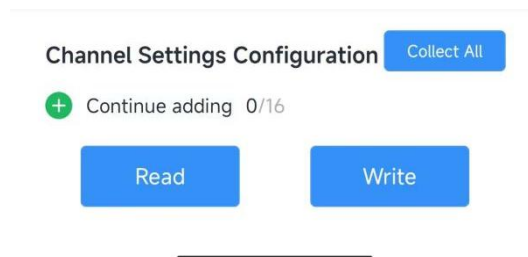 Channel Settings Configuration Collect All
Continue adding 0/16
Read Write